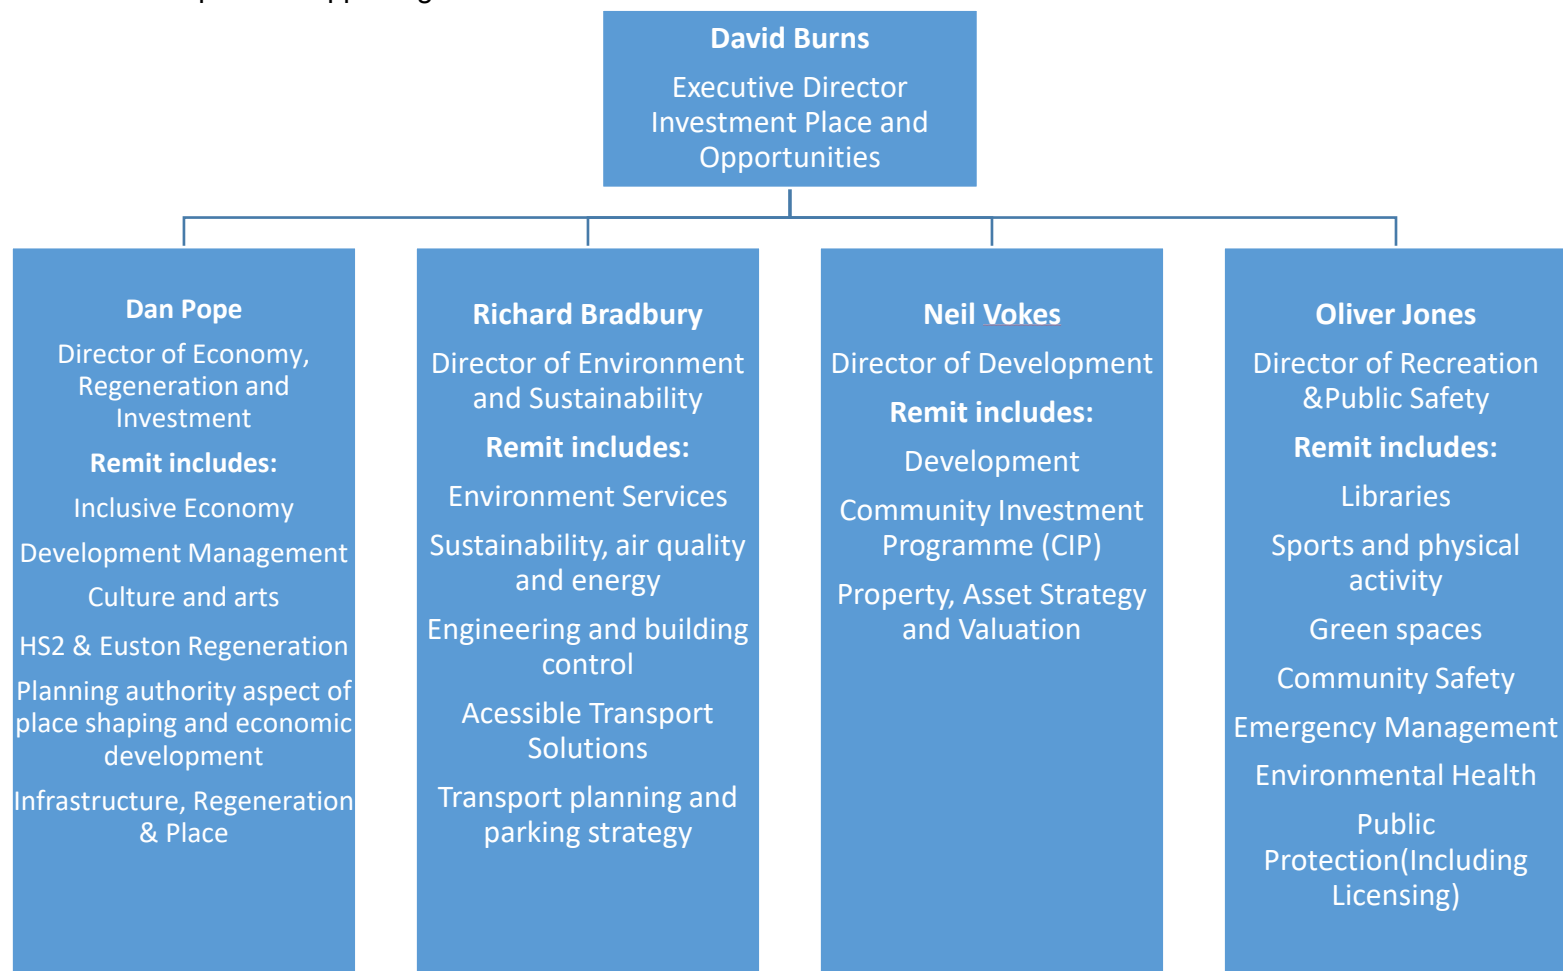 David Burns
Executive Director
Investment Place and
Opportunities
Dan Pope
Director of Economy,
Regeneration and
Investment
Remit includes:
Inclusive Economy
Development Management
Culture and arts
HS2 & Euston Regeneration
Planning authority aspect of
place shaping and economic
development
Infrastructure, Regeneration
& Place
Richard Bradbury
Director of Environment
and Sustainability
Remit includes:
Environment Services
Sustainability, air quality
and energy
Engineering and building
control
Acessible Transport
Solutions
Transport planning and
parking strategy
Neil Vokes
Director of Development
Remit includes:
Development
Community Investment
Programme (CIP)
Property, Asset Strategy
and Valuation
Oliver Jones
Director of Recreation
&Public Safety
Remit includes:
Libraries
Sports and physical
activity
Green spaces
Community Safety
Emergency Management
Environmental Health
Public
Protection(Including
Licensing)